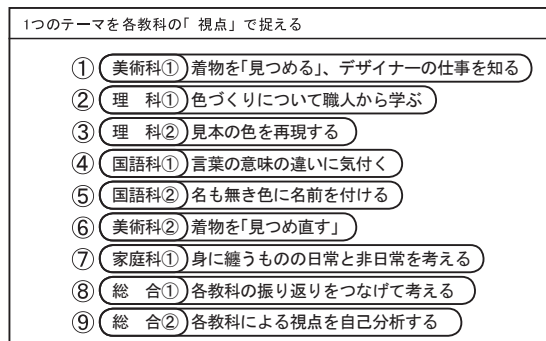 1つのテーマを各教科の「視点」で捉える
① 美術科① 着物を「見つめる」、デザイナーの仕事を知る
② 理 科① 色づくりについて職人から学ぶ
③ 理 科② 見本の色を再現する
④ 国語科① 言葉の意味の違いに気付く
⑤ 国語科② 名も無き色に名前を付ける
⑥ 美術科② 着物を「見つめ直す」
⑦ 家庭科① 身に纏うものの日常と非日常を考える
⑧ 総 合① 各教科の振り返りをつなげて考える
⑨ 総 合② 各教科による視点を自己分析する